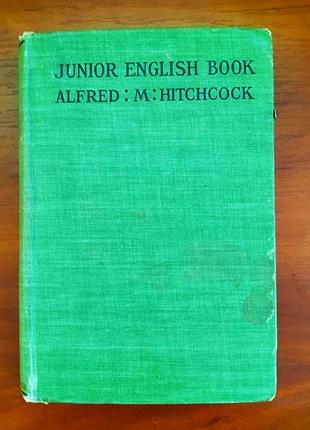 JUNIOR ENGLISH BOOK
ALFRED : M : HITCHCOCK